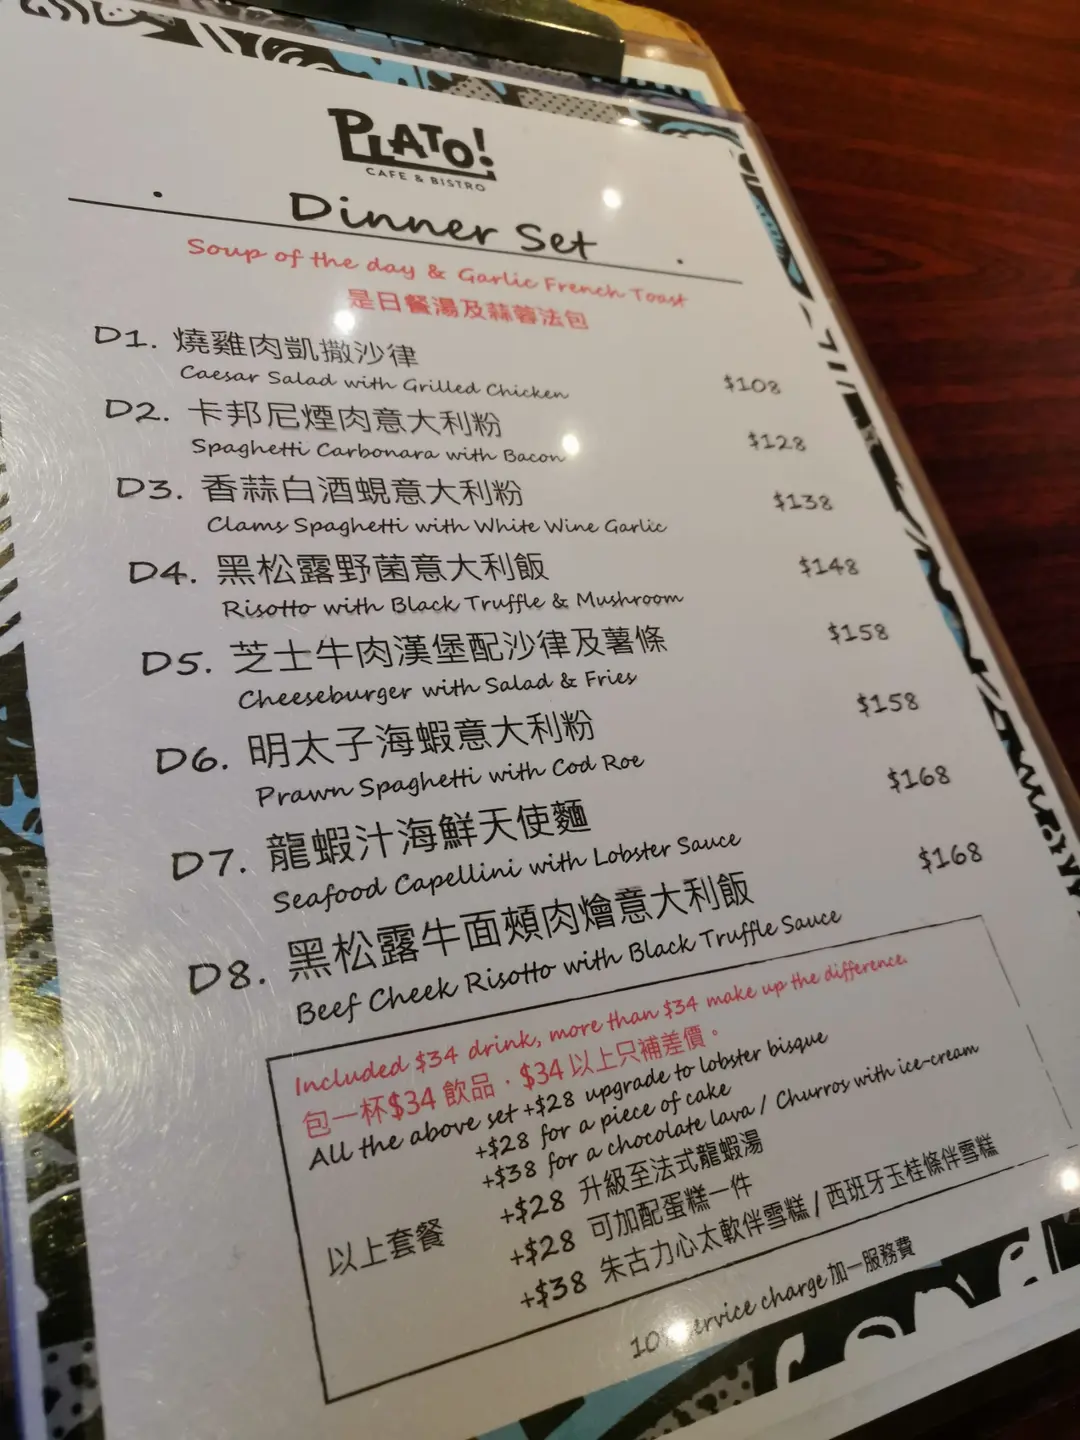 PLATO!
CAFE & BISTRO
Dinner Set
Soup of the day & Garlic French Toast
是日餐湯及蒜蓉法包
D1. 燒雞肉凱撒沙律
Caesar Salad with Grilled Chicken $108
D2. 卡邦尼煙肉意大利粉
Spaghetti Carbonara with Bacon $128
D3. 香蒜白酒蜆意大利粉
Clams Spaghetti with White Wine Garlic $138
D4. 黑松露野菌意大利飯 $148
Risotto with Black Truffle & Mushroom
D5. 芝士牛肉漢堡配沙律及薯條 $158
Cheeseburger with Salad & Fries
D6. 明太子海蝦意大利粉 $158
Prawn Spaghetti with Cod Roe
D7. 龍蝦汁海鮮天使麵 $168
Seafood Capellini with Lobster Sauce
D8. 黑松露牛面頰肉燴意大利飯 $168
Beef Cheek Risotto with Black Truffle Sauce
Included $34 drink, more than $34 make up the difference.
包一杯$34飲品，$34以上只補差價。
All the above set +$28 upgrade to lobster bisque
+$28 for a piece of cake
+$38 for a chocolate lava / Churros with ice-cream
以上套餐 +$28 升級至法式龍蝦湯
+$28 可加配蛋糕一件
+$38 朱古力心太軟伴雪糕 / 西班牙玉桂條伴雪糕
10% service charge 加一服務費